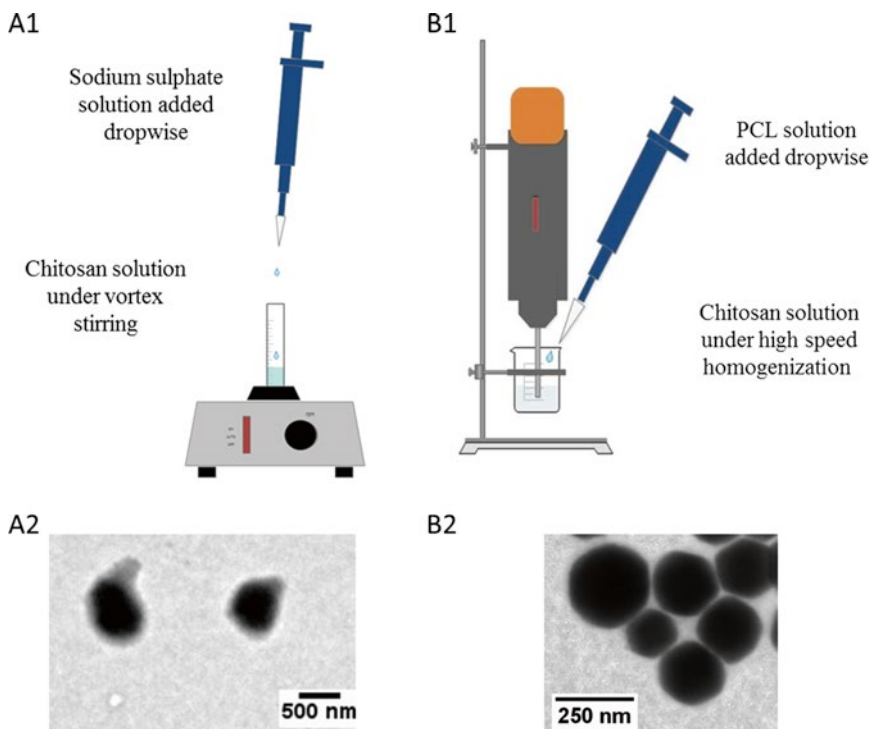 A1
Sodium sulphate
solution added
dropwise
Chitosan solution
under vortex
stirring
B1
PCL solution
added dropwise
Chitosan solution
under high speed
homogenization
A2
500 nm
B2
250 nm